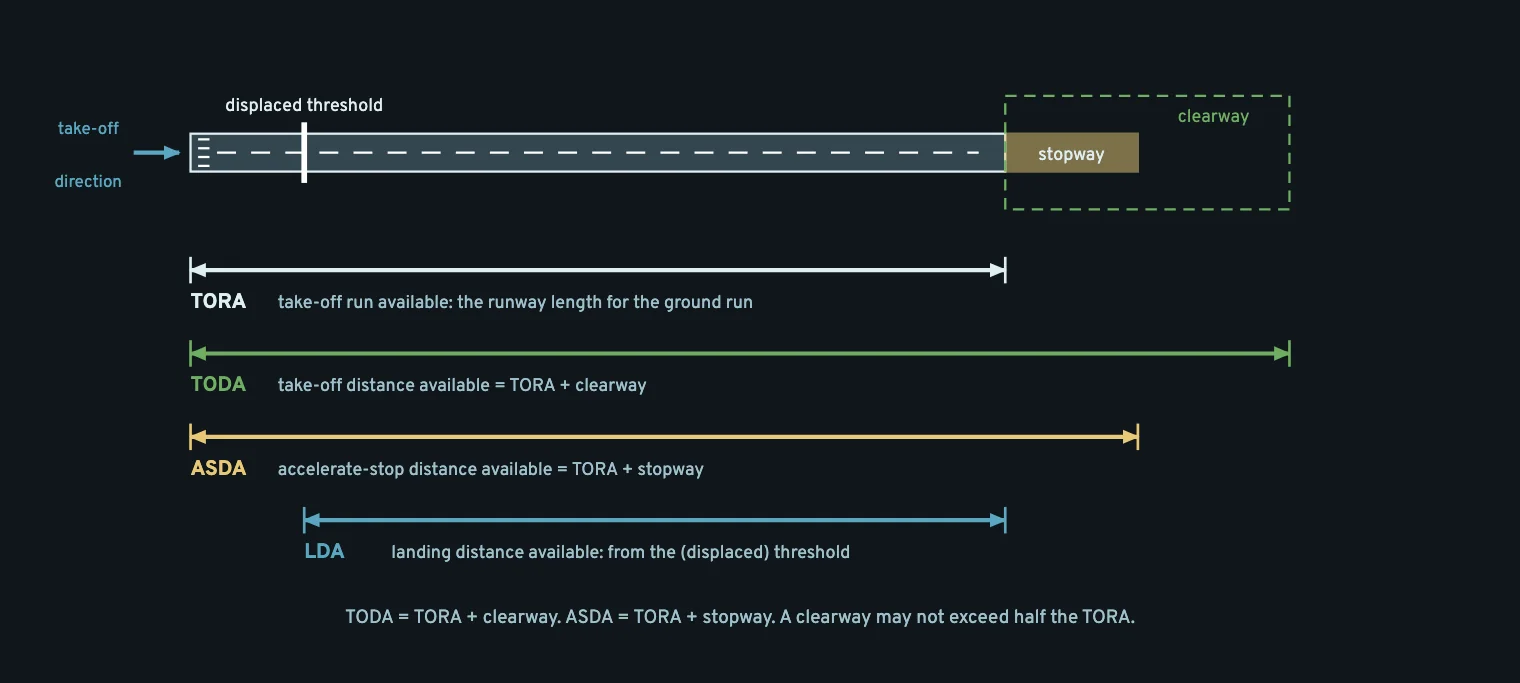 displaced threshold
take-off
direction
clearway
stopway
TORA take-off run available: the runway length for the ground run
TODA take-off distance available = TORA + clearway
ASDA accelerate-stop distance available = TORA + stopway
LDA landing distance available: from the (displaced) threshold
TODA = TORA + clearway. ASDA = TORA + stopway. A clearway may not exceed half the TORA.